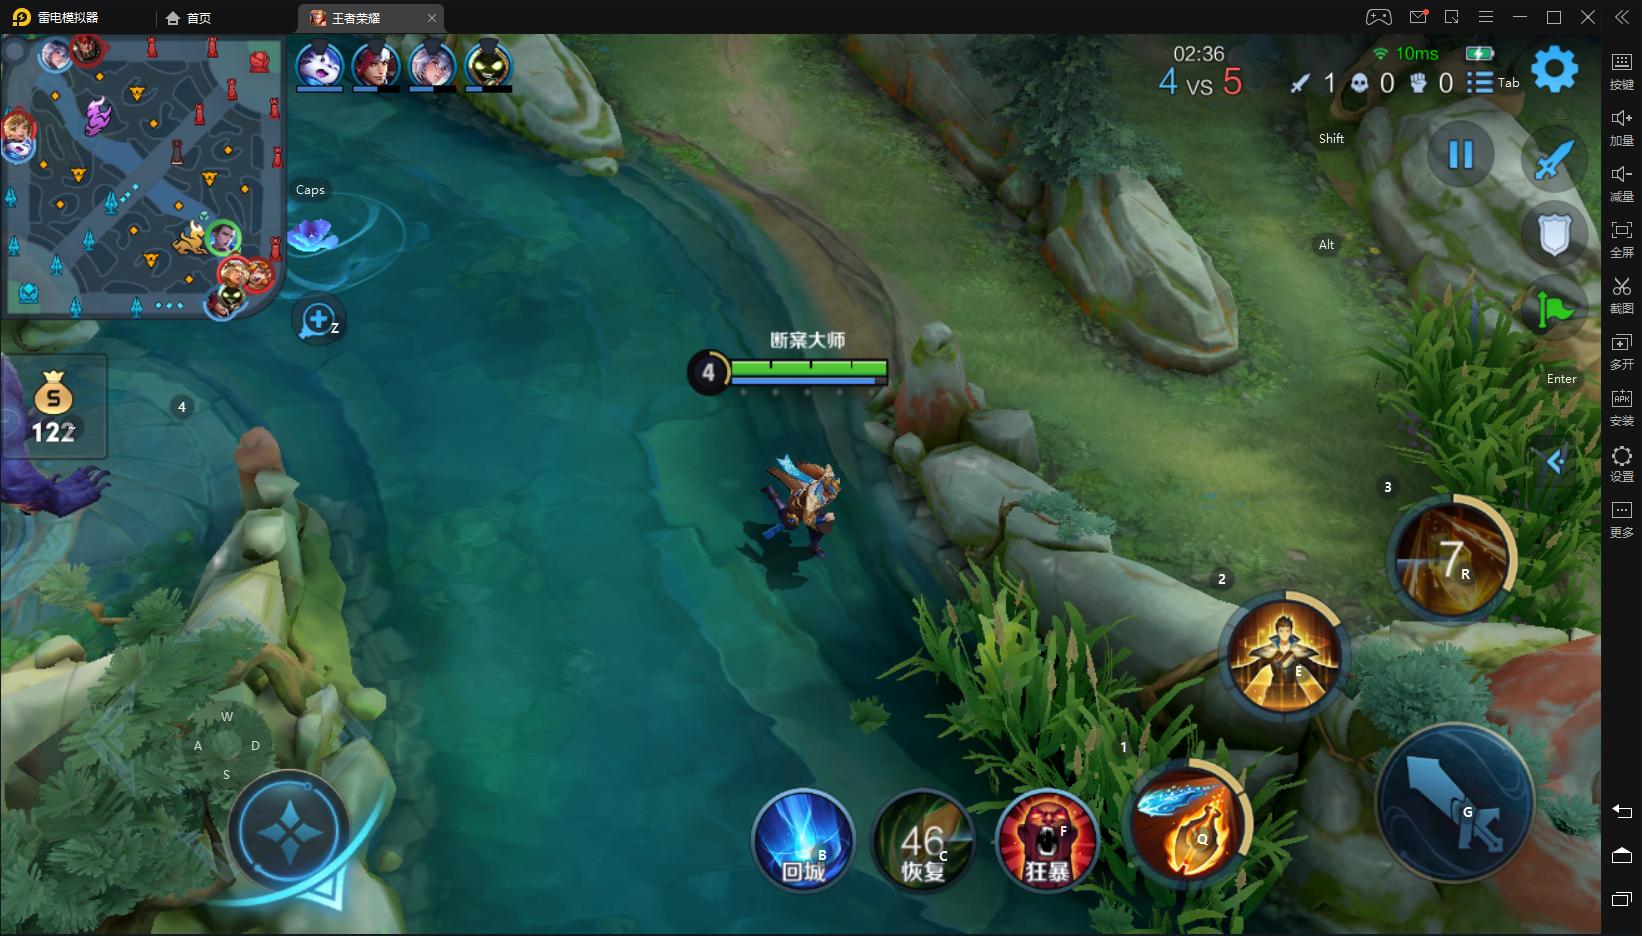 雷电模拟器
首页
王者荣耀
02:36
4 vs 5
10ms
1
0
0
Tab
Shift
Caps
Alt
Z
Enter
4
S
122
断案大师
4
3
7
R
2
E
1
W
A
D
S
B
回城
46
C
恢复
F
狂暴
Q
G
按键
加量
减量
全屏
截图
多开
APK
安装
设置
更多